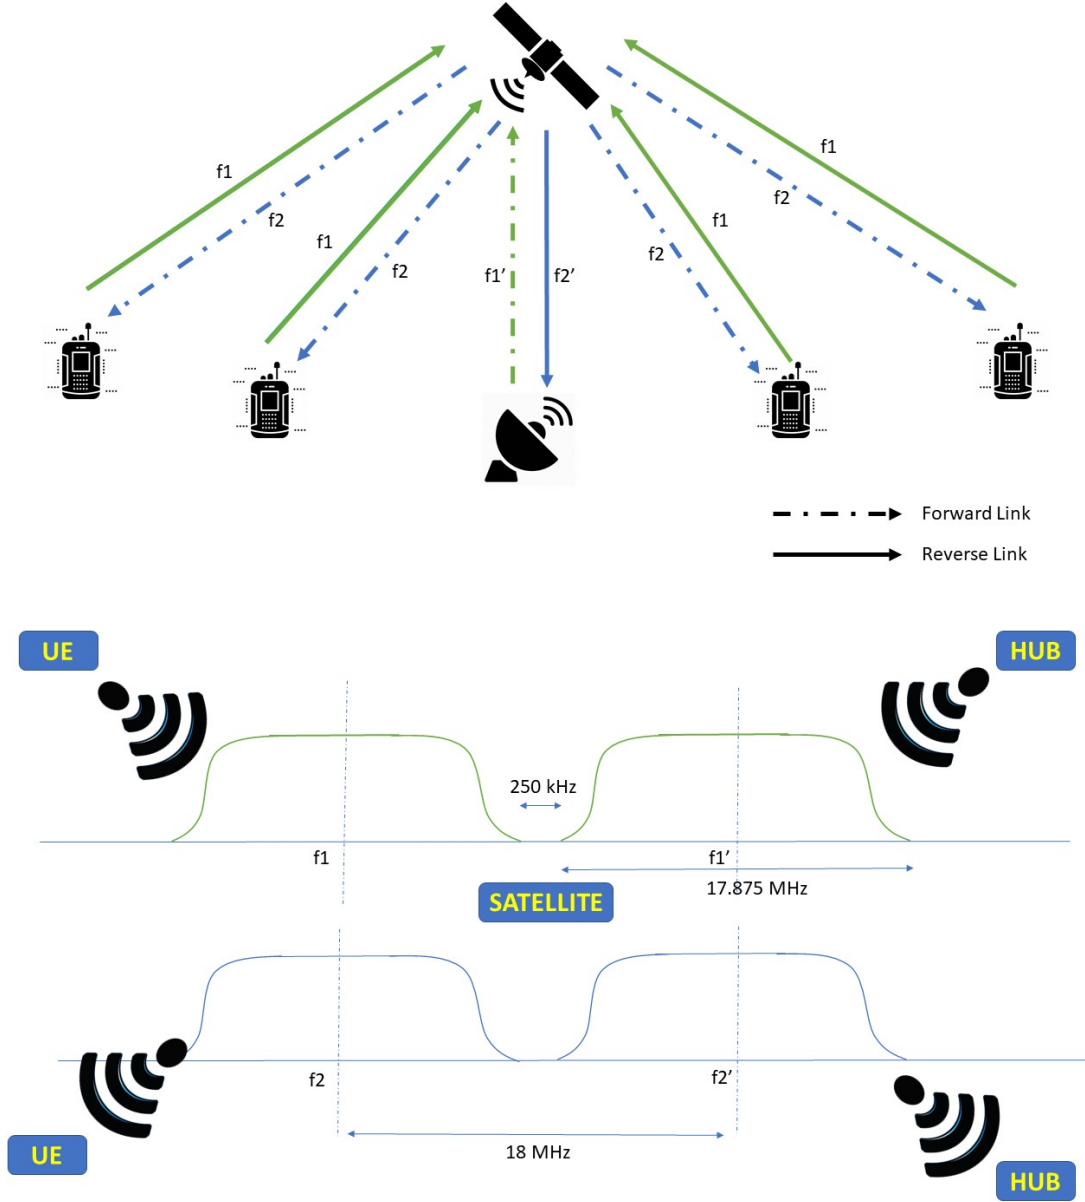 f1
f1
f2
f2
f1
f1
f2
f2
f1’
f2’
f2
Forward Link
Reverse Link
UE
HUB
250 kHz
f1
f1’
17.875 MHz
SATELLITE
f2
f2’
18 MHz
UE
HUB